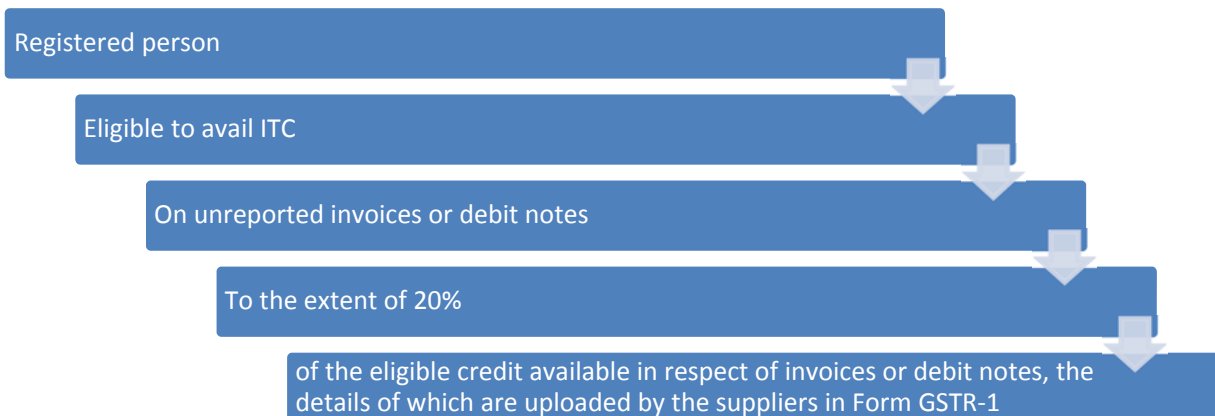 Registered person
Eligible to avail ITC
On unreported invoices or debit notes
To the extent of 20%
of the eligible credit available in respect of invoices or debit notes, the
details of which are uploaded by the suppliers in Form GSTR-1